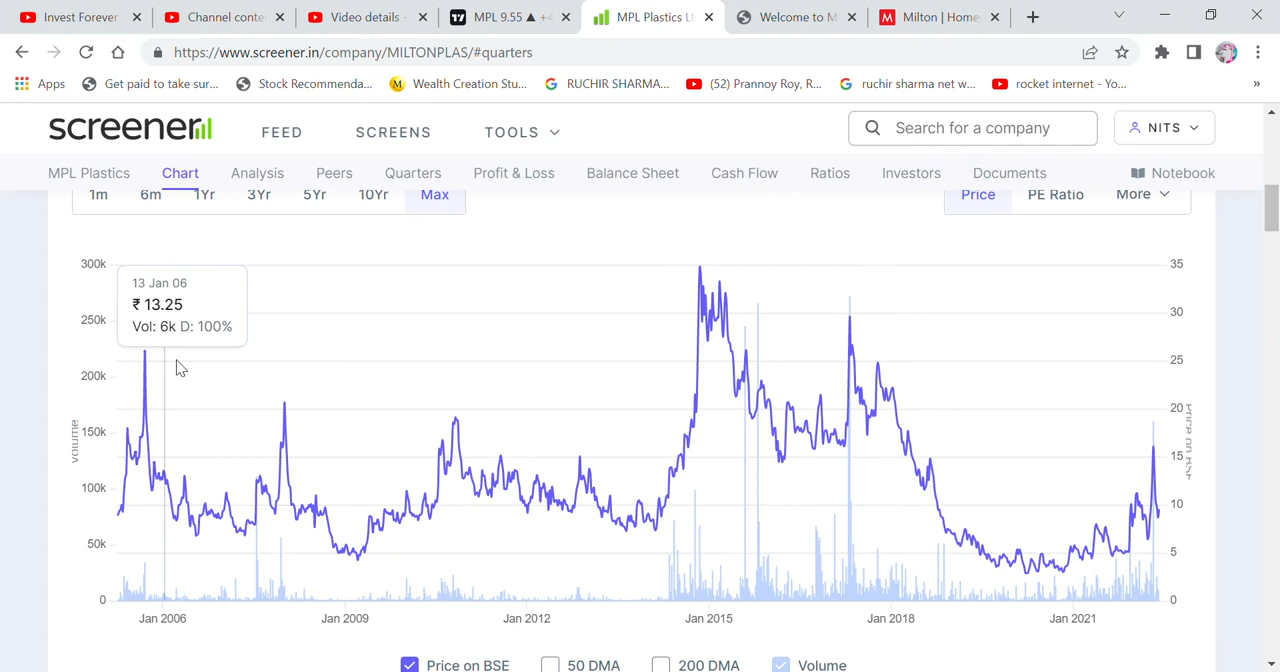 Invest Forever
Channel conte
Video details -
MPL 9.55 ▲ +4
MPL Plastics Lt
Welcome to M
Milton | Home
https://www.screener.in/company/MILTONPLAS/#quarters
Apps
Get paid to take sur...
Stock Recommenda...
Wealth Creation Stu...
RUCHIR SHARMA...
(52) Prannoy Roy, R...
ruchir sharma net w...
rocket internet - Yo...
»
screener
FEED
SCREENS
TOOLS
Search for a company
NITS
MPL Plastics
Chart
Analysis
Peers
Quarters
Profit & Loss
Balance Sheet
Cash Flow
Ratios
Investors
Documents
Notebook
1m
6m
1Yr
3Yr
5Yr
10Yr
Max
Price
PE Ratio
More
300k
250k
200k
150k
100k
50k
0
Volume
13 Jan 06
₹ 13.25
Vol: 6k D: 100%
35
30
25
20
15
10
5
0
Price on BSE
Jan 2006
Jan 2009
Jan 2012
Jan 2015
Jan 2018
Jan 2021
Price on BSE
50 DMA
200 DMA
Volume